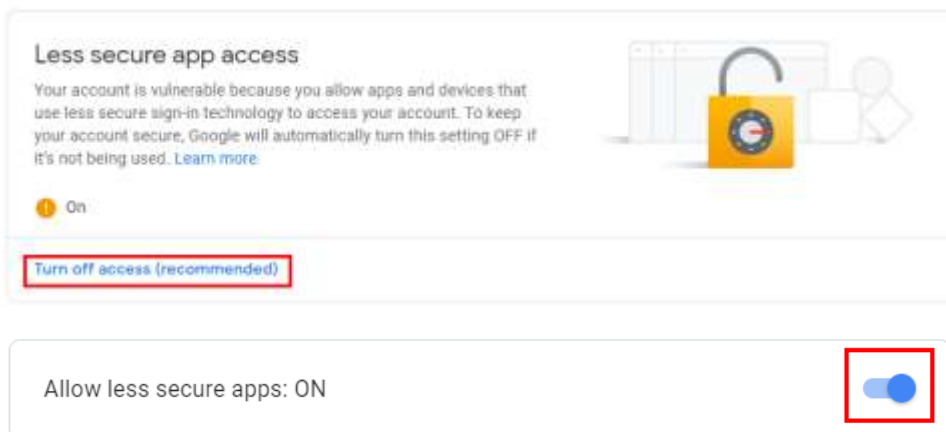 Less secure app access
Your account is vulnerable because you allow apps and devices that
use less secure sign-in technology to access your account. To keep
your account secure, Google will automatically turn this setting OFF if
it's not being used. Learn more
On
Turn off access (recommended)
Allow less secure apps: ON